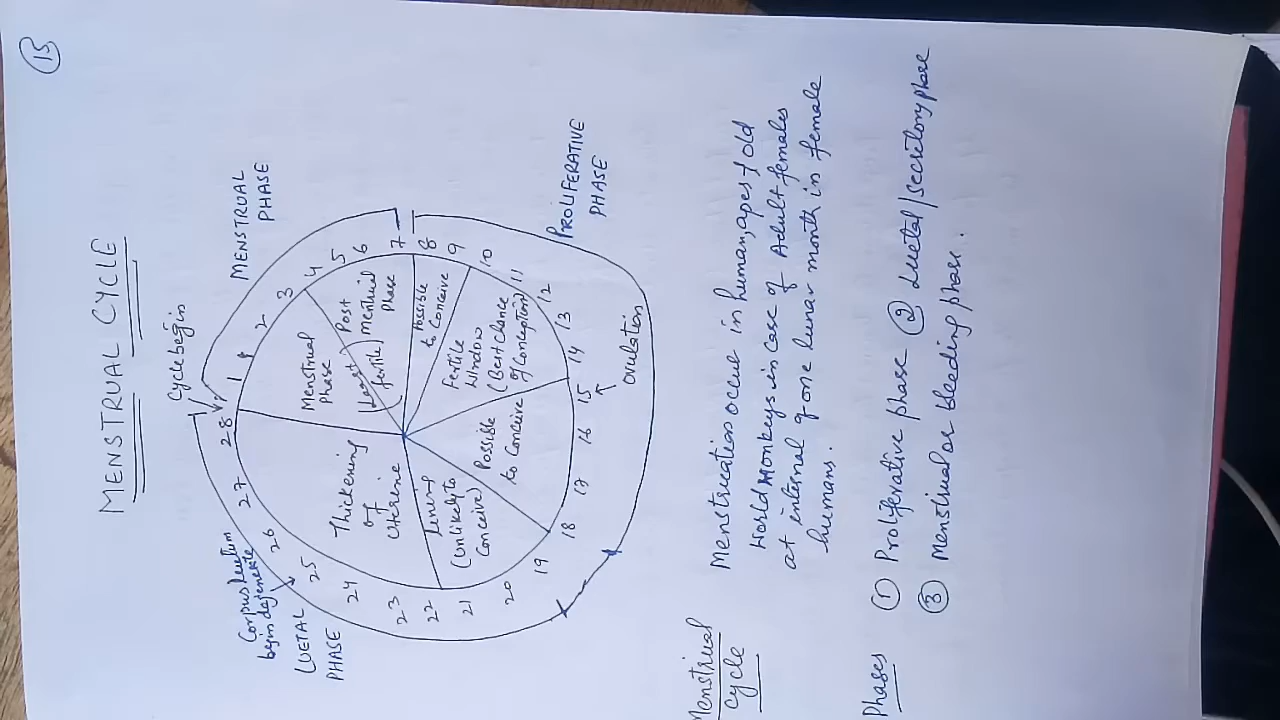 13
MENSTRUAL CYCLE
Cycle begin
MENSTRUAL
PHASE
PROLIFERATIVE
PHASE
ovulation
Corpus leutum
begin degenerate
LUETAL
PHASE
1 2 3 4 5 6 7 8 9 10 11 12 13 14 15 16 17 18 19 20 21 22 23 24 25 26 27 28
Menstrual
Phase
Post
menstrual
Phase
(Least
fertile)
Possible
to Conceive
Fertile
Window
(Best chance
of conception)
Possible
to Conceive
Thickening
of
Uterine
Lining
(unlikely to
Conceive)
Menstrual
cycle
Menstruation occur in human, apes & old
world monkeys in case of Adult females
at interval of one lunar month in female
humans.
Phases ① Proliferative phase ② Luetal/secretory phase
③ Menstrual or bleeding phase.